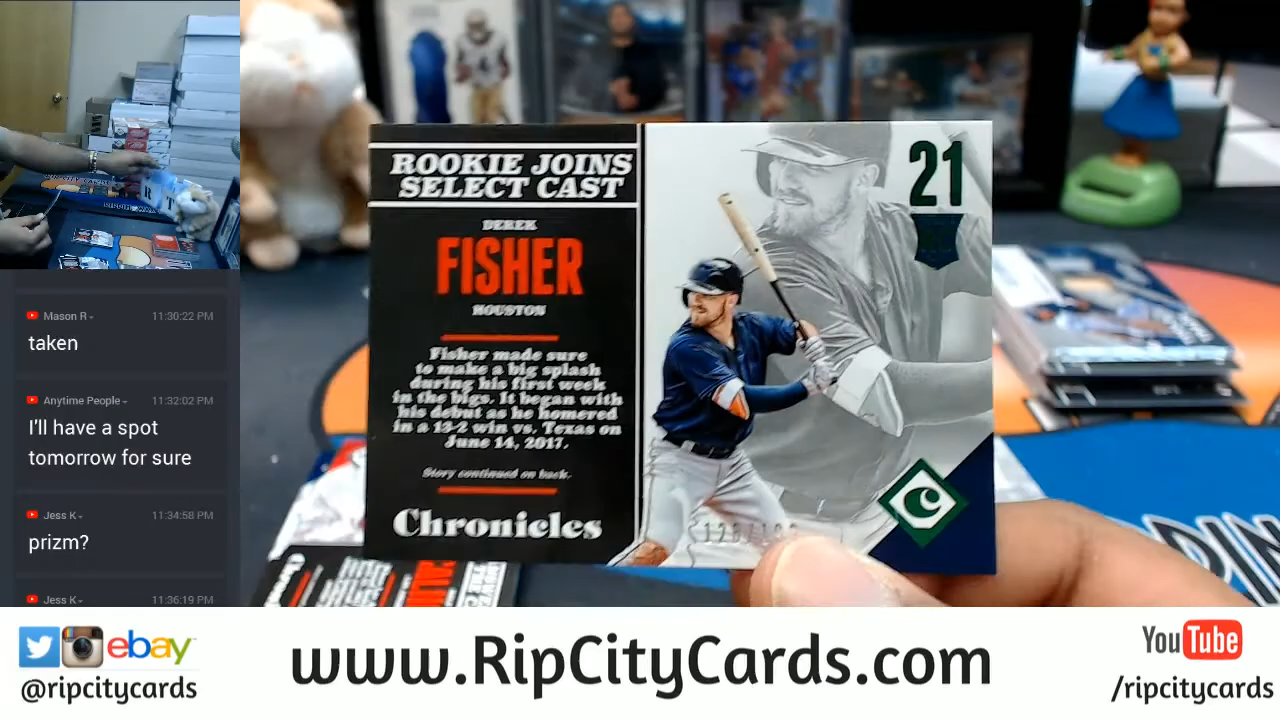 Mason R
11:30:22 PM
taken
Anytime People
11:32:02 PM
I'll have a spot
tomorrow for sure
Jess K
11:34:58 PM
prizm?
Jess K
11:36:19 PM
ROOKIE JOINS
SELECT CAST
DEREK
FISHER
HOUSTON
Fisher made sure
to make a big splash
during his first week
in the bigs. It began with
his debut as he homered
in a 13-2 win vs. Texas on
June 14, 2017.
Story continued on back.
Chronicles
21
C
ebay
@ripcitycards
www.RipCityCards.com
YouTube
/ripcitycards